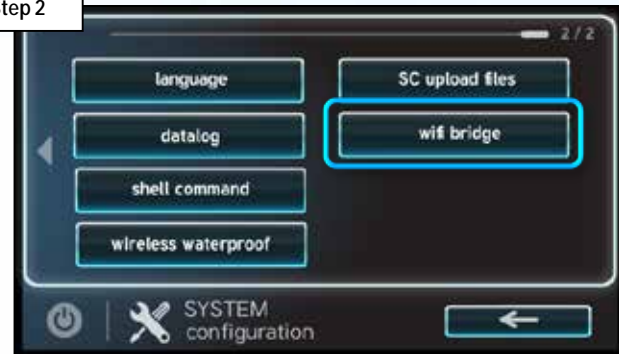 tep 2
2/2
language
SC upload files
datalog
wifi bridge
shell command
wireless waterproof
SYSTEM
configuration